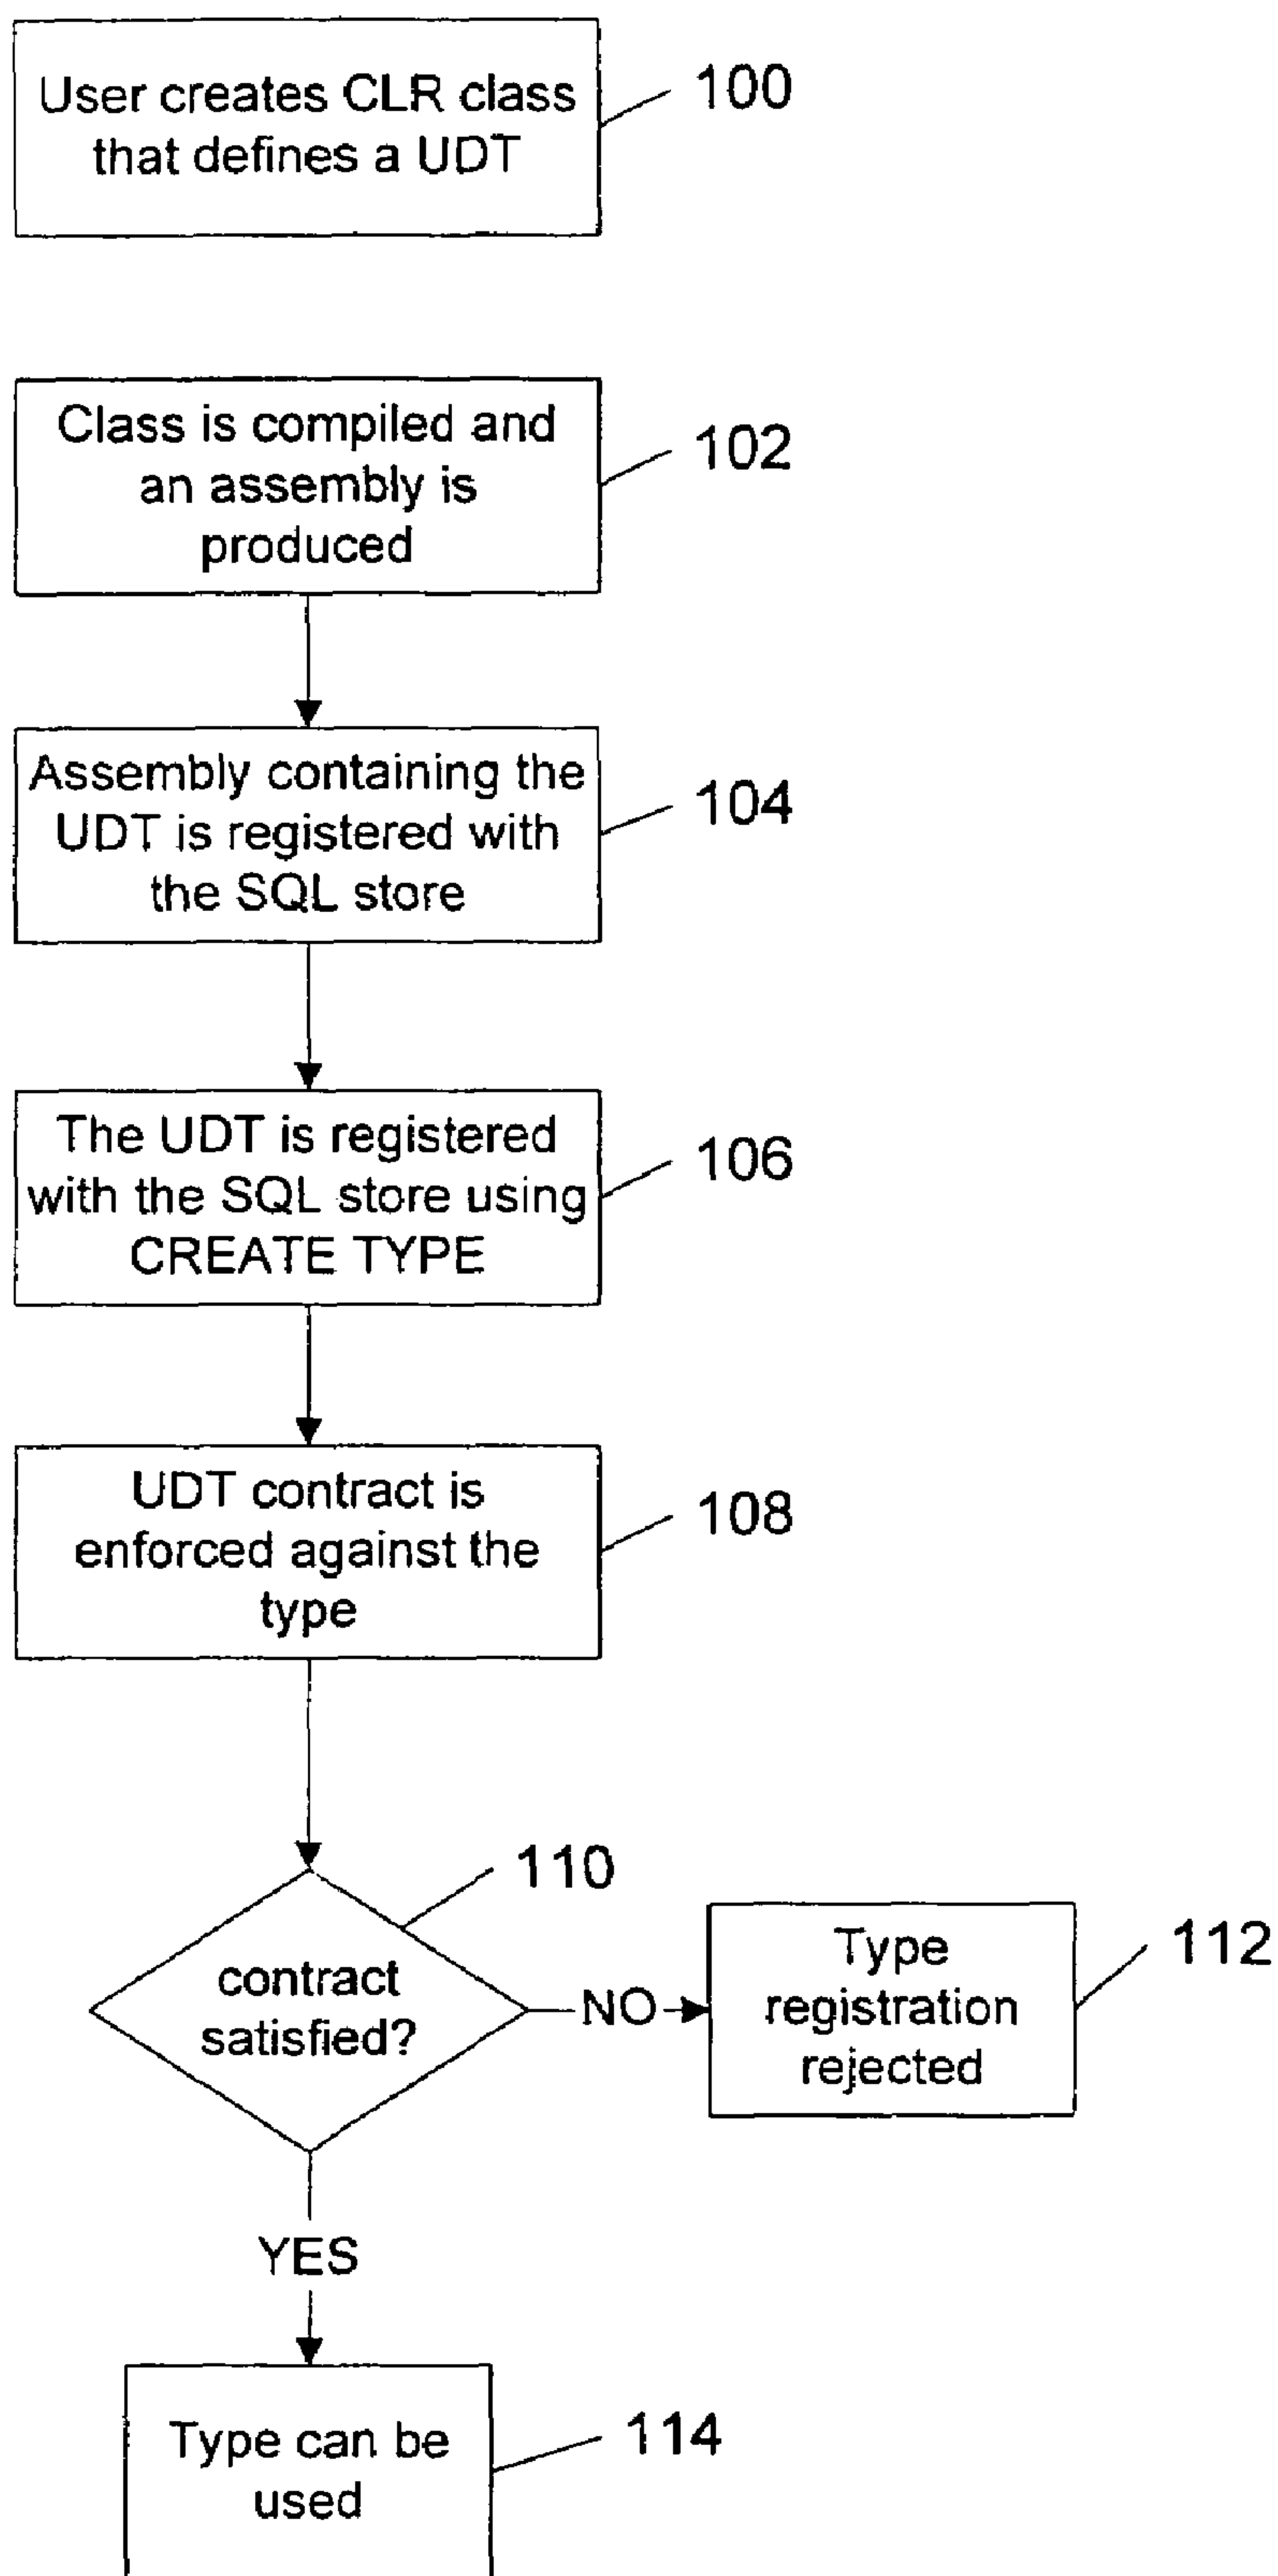 User creates CLR class
that defines a UDT
100
Class is compiled and
an assembly is
produced
102
Assembly containing the
UDT is registered with
the SQL store
104
The UDT is registered
with the SQL store using
CREATE TYPE
106
UDT contract is
enforced against the
type
108
110
contract
satisfied?
NO
Type
registration
rejected
112
YES
Type can be
used
114